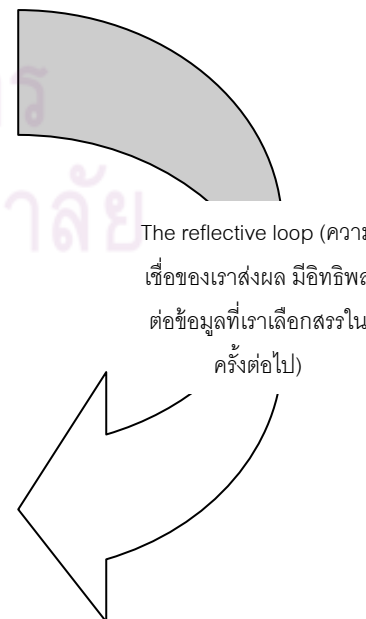 The reflective loop (ความ
เชื่อของเราส่งผล มีอิทธิพล
ต่อข้อมูลที่เราเลือกสรรใน
ครั้งต่อไป)